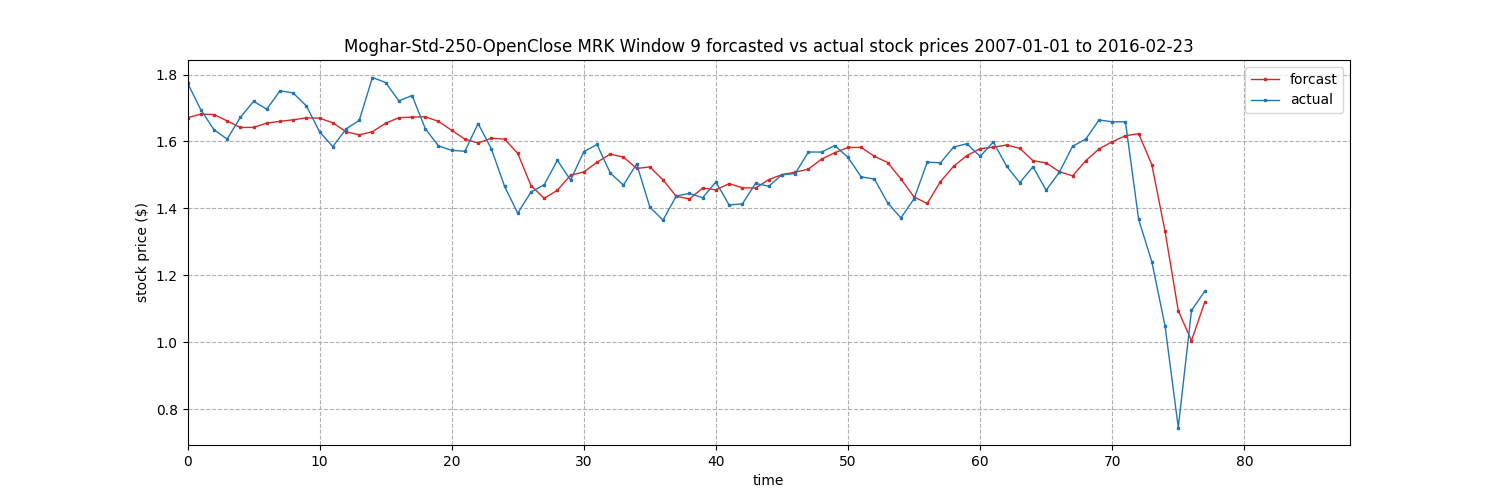 Moghar-Std-250-OpenClose MRK Window 9 forcasted vs actual stock prices 2007-01-01 to 2016-02-23
forcast
actual
stock price ($)
1.8
1.6
1.4
1.2
1.0
0.8
0 10 20 30 40 50 60 70 80
time